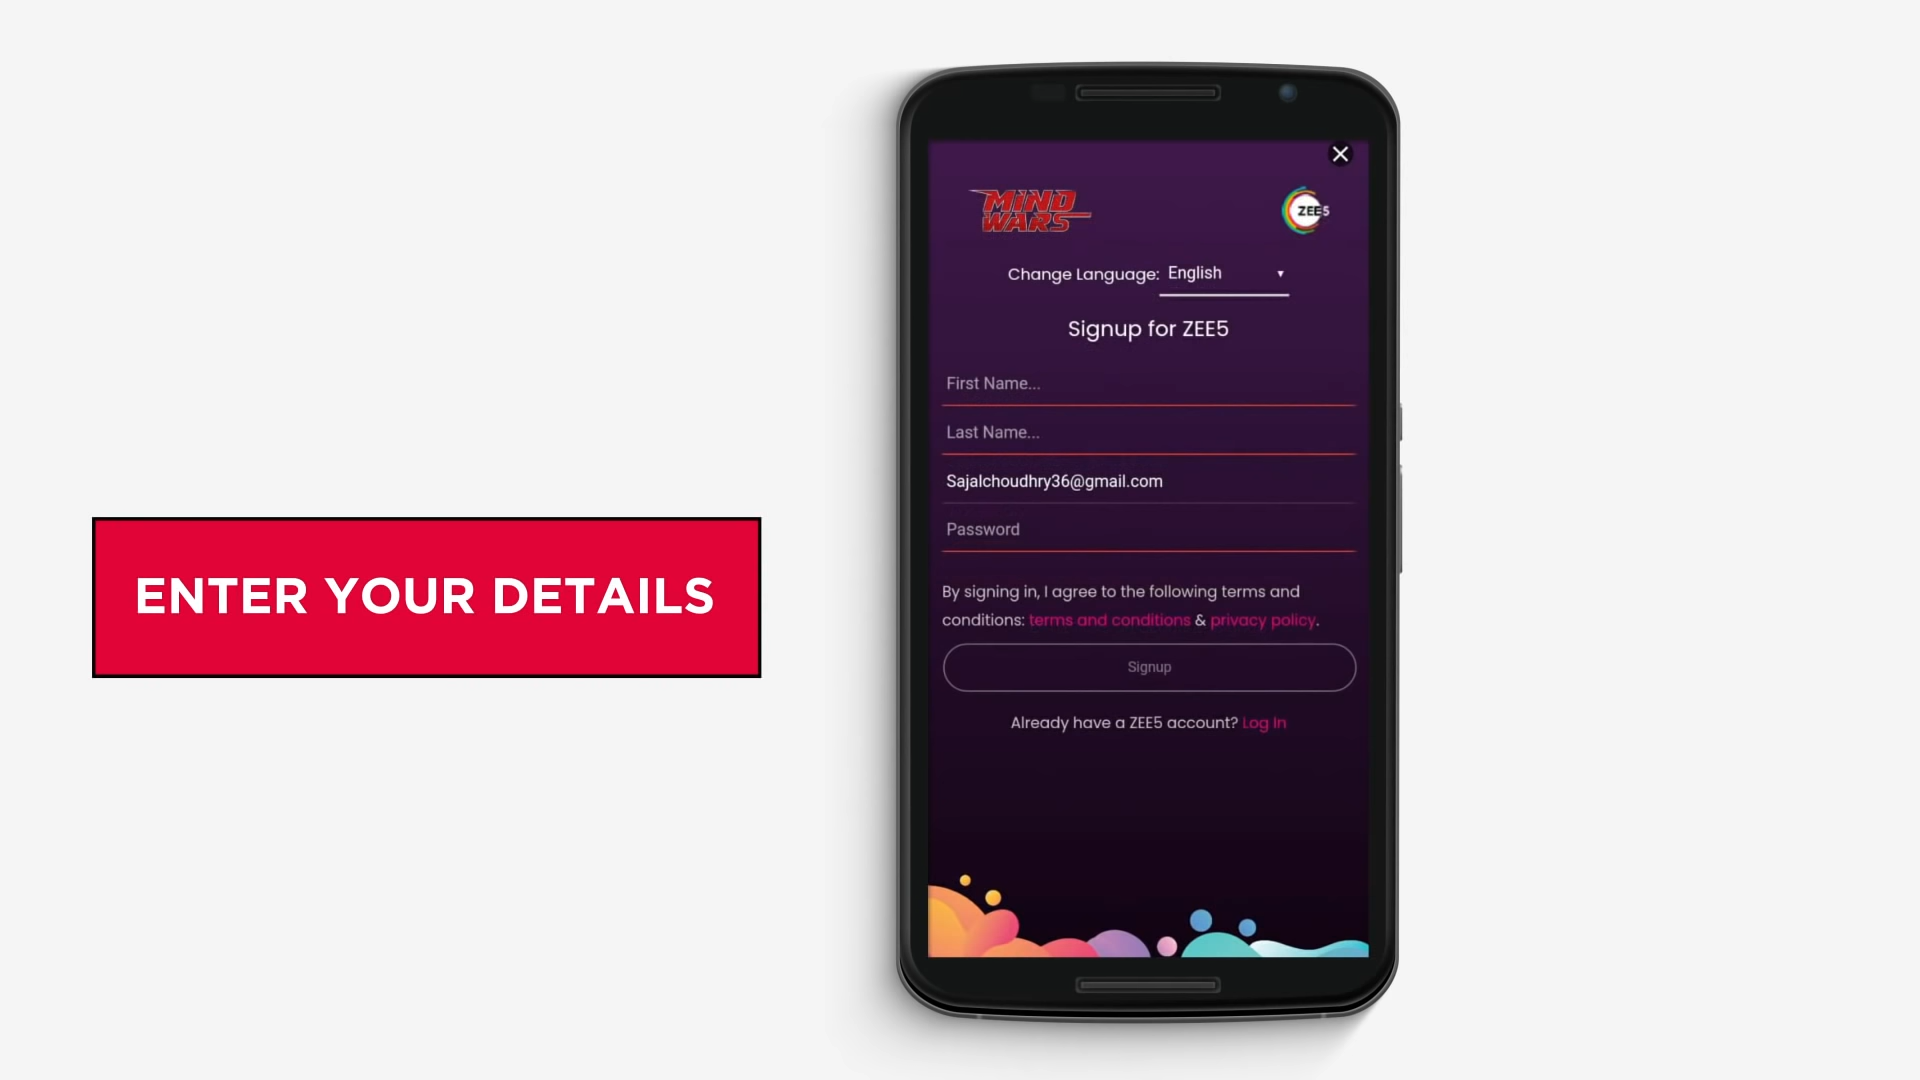 ENTER YOUR DETAILS
MIND
WARS
ZEE5
Change Language: English
Signup for ZEE5
First Name...
Last Name...
Sajalchoudhry36@gmail.com
Password
By signing in, I agree to the following terms and
conditions: terms and conditions & privacy policy.
Signup
Already have a ZEE5 account? Log In